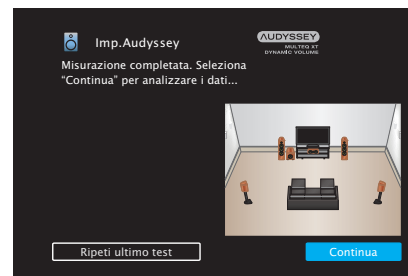 Imp.Audyssey
AUDYSSEY
MULTEQ XT
DYNAMIC VOLUME
Misurazione completata. Seleziona
“Continua” per analizzare i dati...
Ripeti ultimo test
Continua